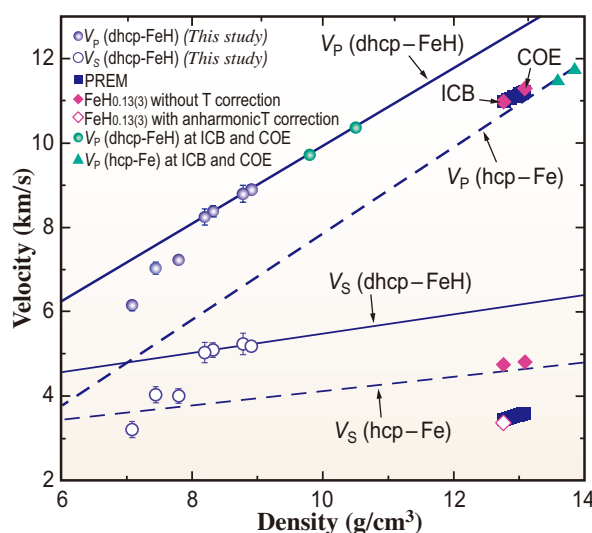 12
10
8
6
4
2
6
8
10
12
14
Velocity (km/s)
Density (g/cm³)
V_P (dhcp-FeH) (This study)
V_S (dhcp-FeH) (This study)
PREM
FeH0.13(3) without T correction
FeH0.13(3) with anharmonicT correction
V_P (dhcp-FeH) at ICB and COE
V_P (hcp-Fe) at ICB and COE
V_P (dhcp–FeH)
COE
ICB
V_P (hcp–Fe)
V_S (dhcp–FeH)
V_S (hcp–Fe)